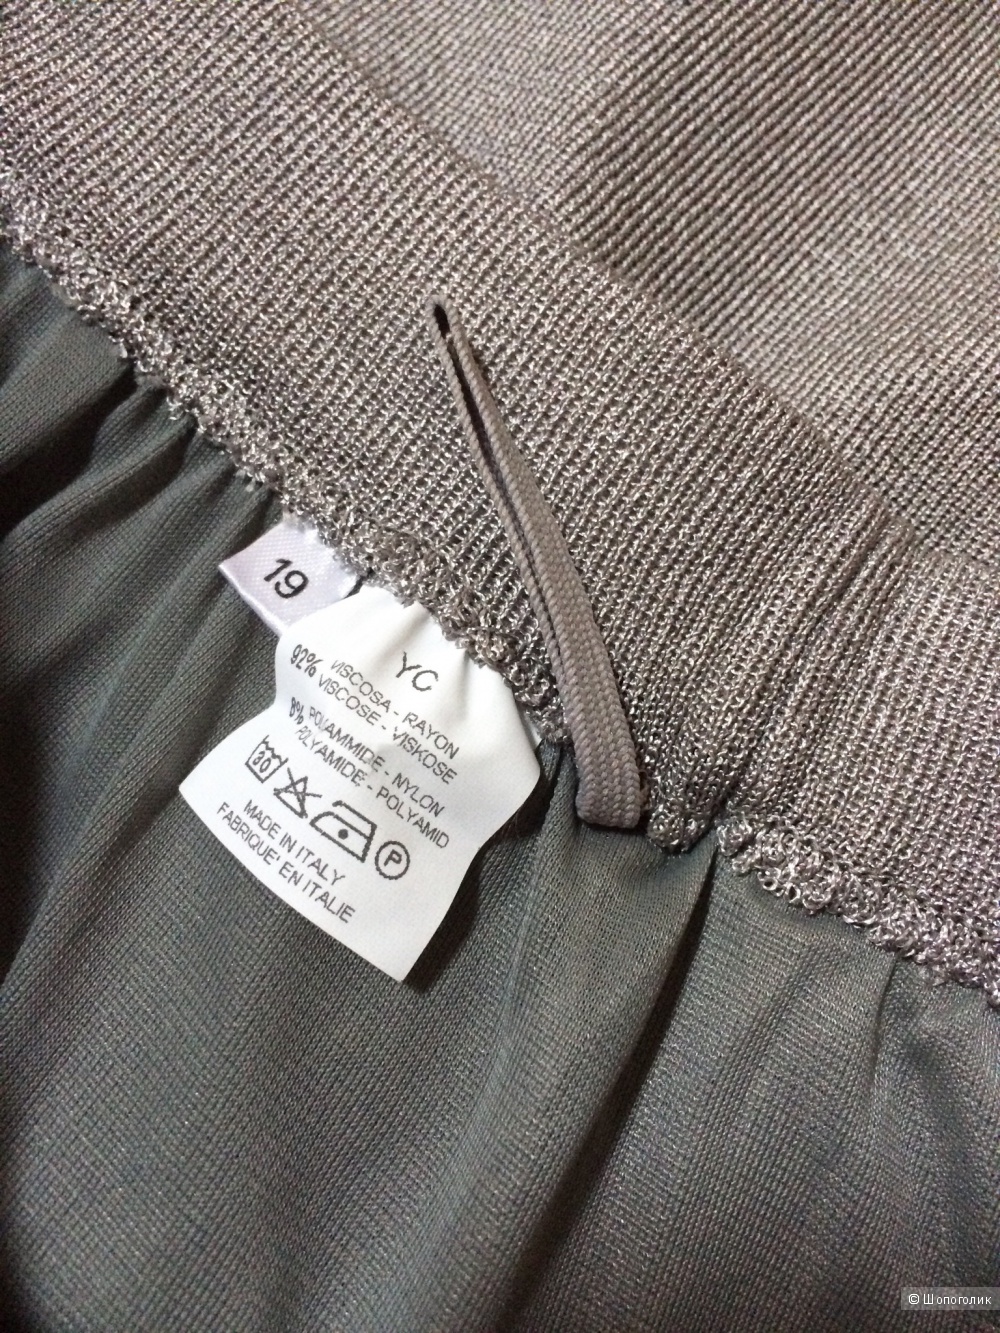 19
YC
92% VISCOSA - RAYON
VISCOSE - VISKOSE
8% POLIAMMIDE - NYLON
POLYAMIDE - POLYAMID
30
P
MADE IN ITALY
FABRIQUE' EN ITALIE
© Шопоголик